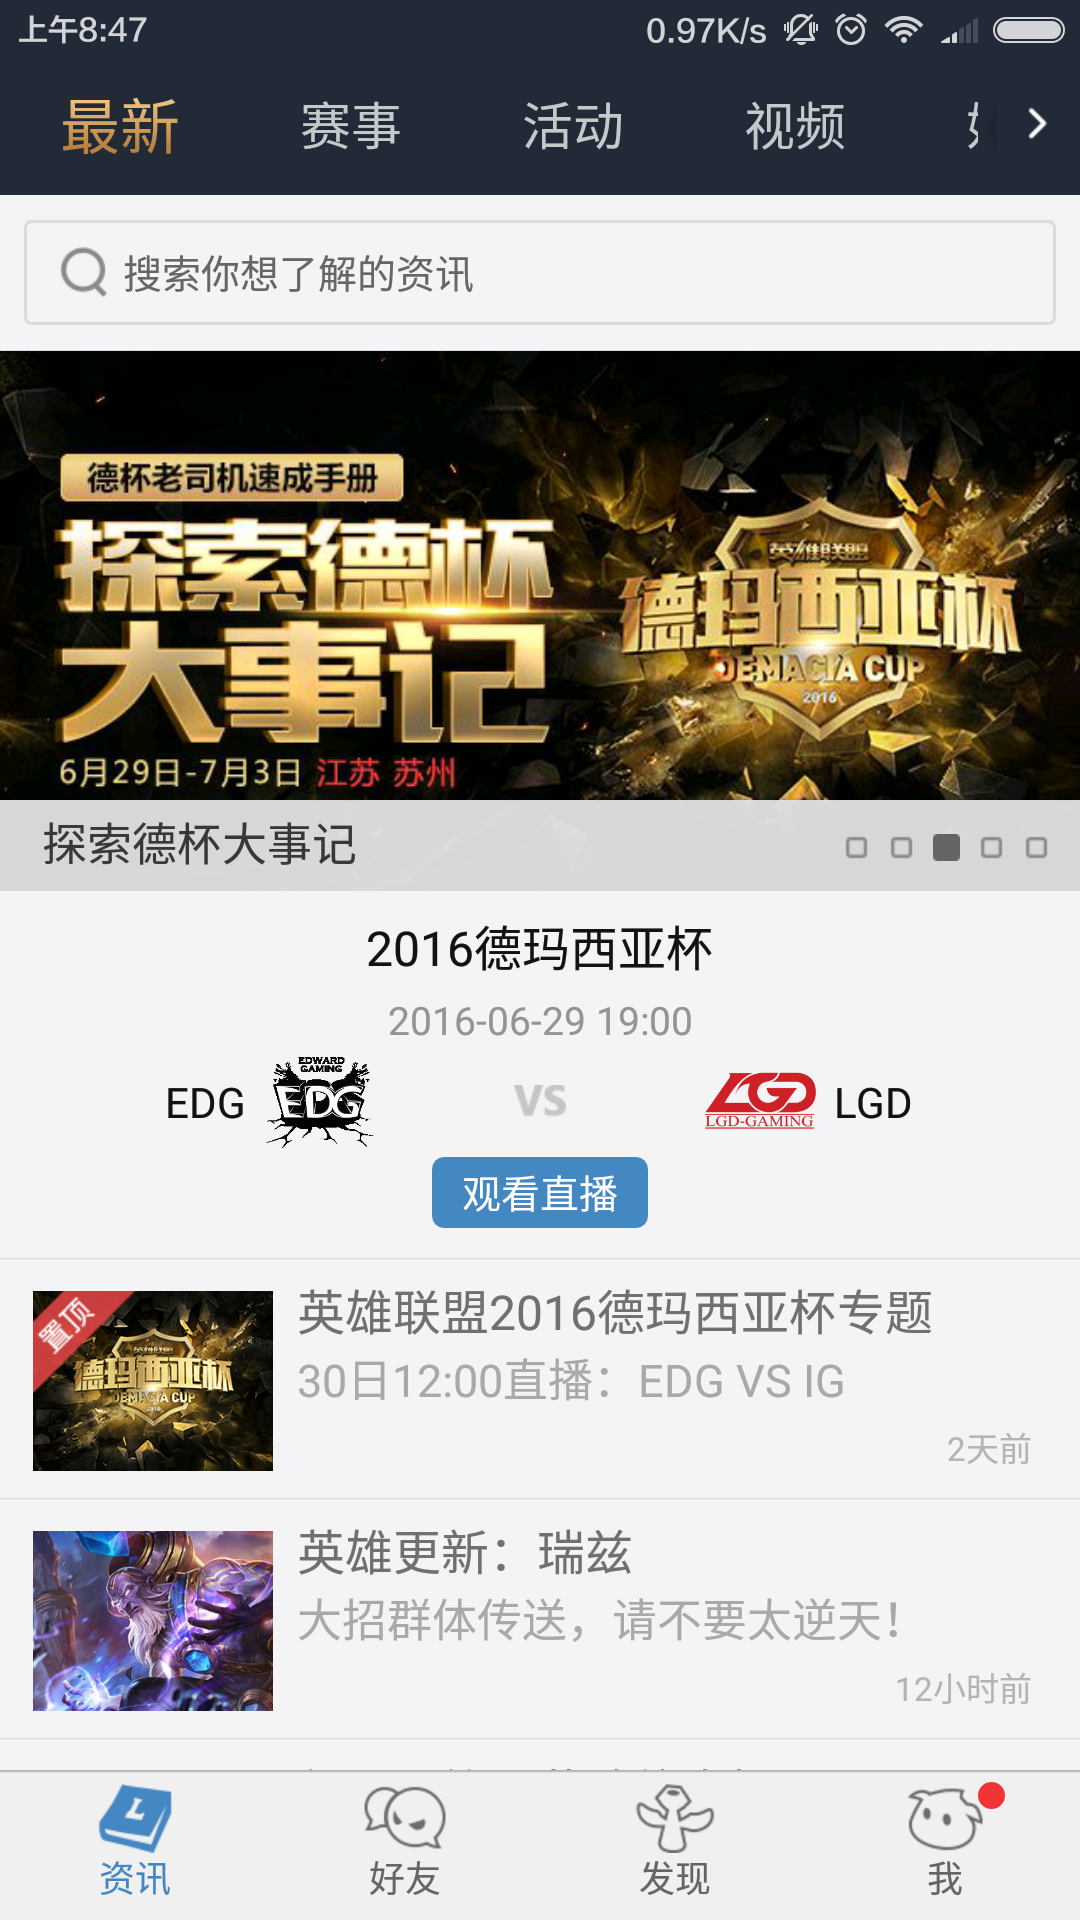 上午8:47
0.97K/s
最新 赛事 活动 视频
搜索你想了解的资讯
德杯老司机速成手册
探索德杯
大事记
6月29日-7月3日 江苏 苏州
英雄联盟
德玛西亚杯
DEMACIA CUP
2016
探索德杯大事记
2016德玛西亚杯
2016-06-29 19:00
EDG
EDWARD
GAMING
EDG
VS
LGD
LGD-GAMING
LGD
观看直播
置顶
德玛西亚杯
DEMACIA CUP
英雄联盟2016德玛西亚杯专题
30日12:00直播：EDG VS IG
2天前
英雄更新：瑞兹
大招群体传送，请不要太逆天！
12小时前
资讯 好友 发现 我